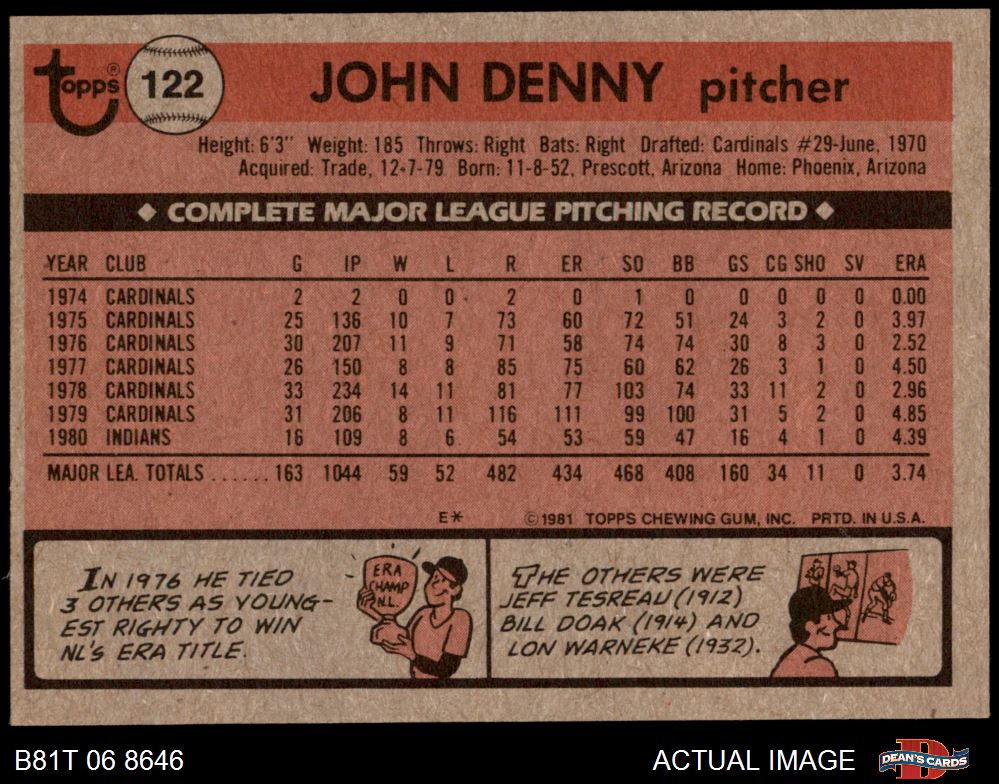 Topps® 122 JOHN DENNY pitcher
Height: 6'3" Weight: 185 Throws: Right Bats: Right Drafted: Cardinals #29-June, 1970
Acquired: Trade, 12-7-79 Born: 11-8-52, Prescott, Arizona Home: Phoenix, Arizona
◆ COMPLETE MAJOR LEAGUE PITCHING RECORD ◆
YEAR CLUB G IP W L R ER SO BB GS CG SHO SV ERA
1974 CARDINALS 2 2 0 0 2 0 1 0 0 0 0 0 0.00
1975 CARDINALS 25 136 10 7 73 60 72 51 24 3 2 0 3.97
1976 CARDINALS 30 207 11 9 71 58 74 74 30 8 3 0 2.52
1977 CARDINALS 26 150 8 8 85 75 60 62 26 3 1 0 4.50
1978 CARDINALS 33 234 14 11 81 77 103 74 33 11 2 0 2.96
1979 CARDINALS 31 206 8 11 116 111 99 100 31 5 2 0 4.85
1980 INDIANS 16 109 8 6 54 53 59 47 16 4 1 0 4.39
MAJOR LEA. TOTALS ...... 163 1044 59 52 482 434 468 408 160 34 11 0 3.74
E* ©1981 TOPPS CHEWING GUM, INC. PRTD. IN U.S.A.
IN 1976 HE TIED
3 OTHERS AS YOUNG-
EST RIGHTY TO WIN
NL'S ERA TITLE.
ERA
CHAMP
N.L.
THE OTHERS WERE
JEFF TESREAU (1912)
BILL DOAK (1914) AND
LON WARNEKE (1932).
B81T 06 8646 ACTUAL IMAGE
D
DEAN'S CARDS